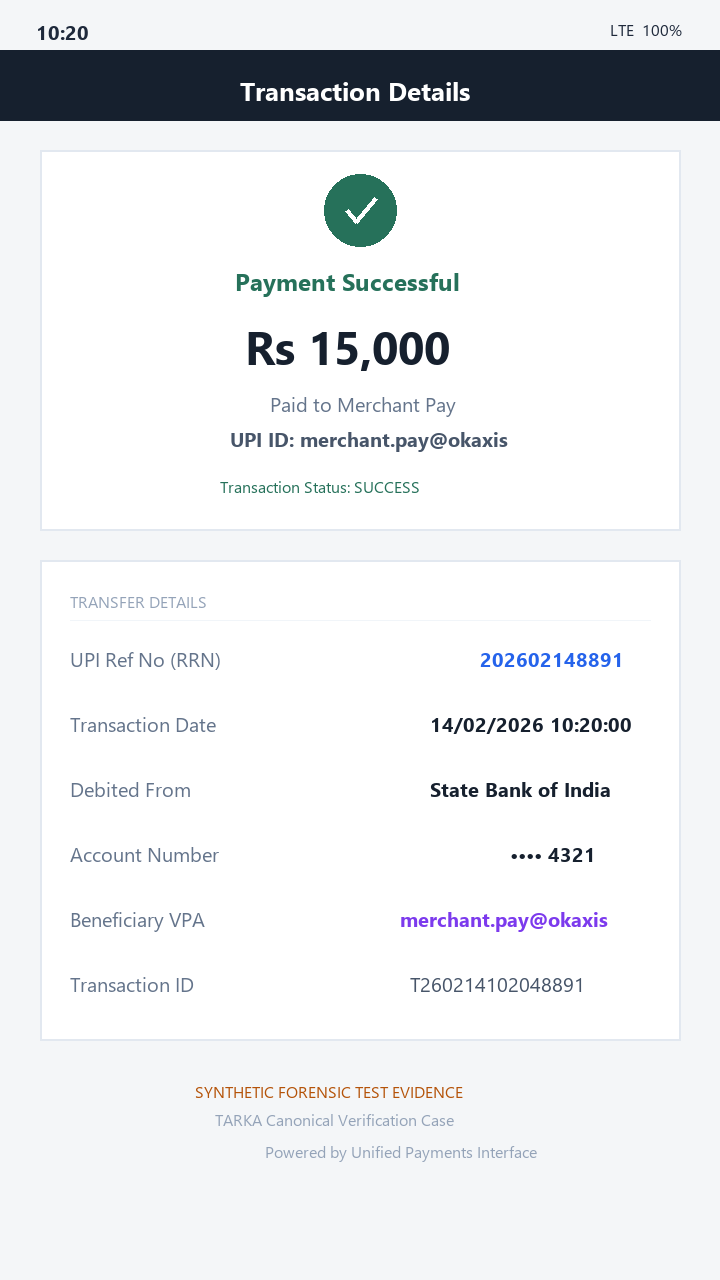 10:20 LTE 100%
Transaction Details
Payment Successful
Rs 15,000
Paid to Merchant Pay
UPI ID: merchant.pay@okaxis
Transaction Status: SUCCESS
TRANSFER DETAILS
UPI Ref No (RRN) 202602148891
Transaction Date 14/02/2026 10:20:00
Debited From State Bank of India
Account Number •••• 4321
Beneficiary VPA merchant.pay@okaxis
Transaction ID T260214102048891
SYNTHETIC FORENSIC TEST EVIDENCE
TARKA Canonical Verification Case
Powered by Unified Payments Interface